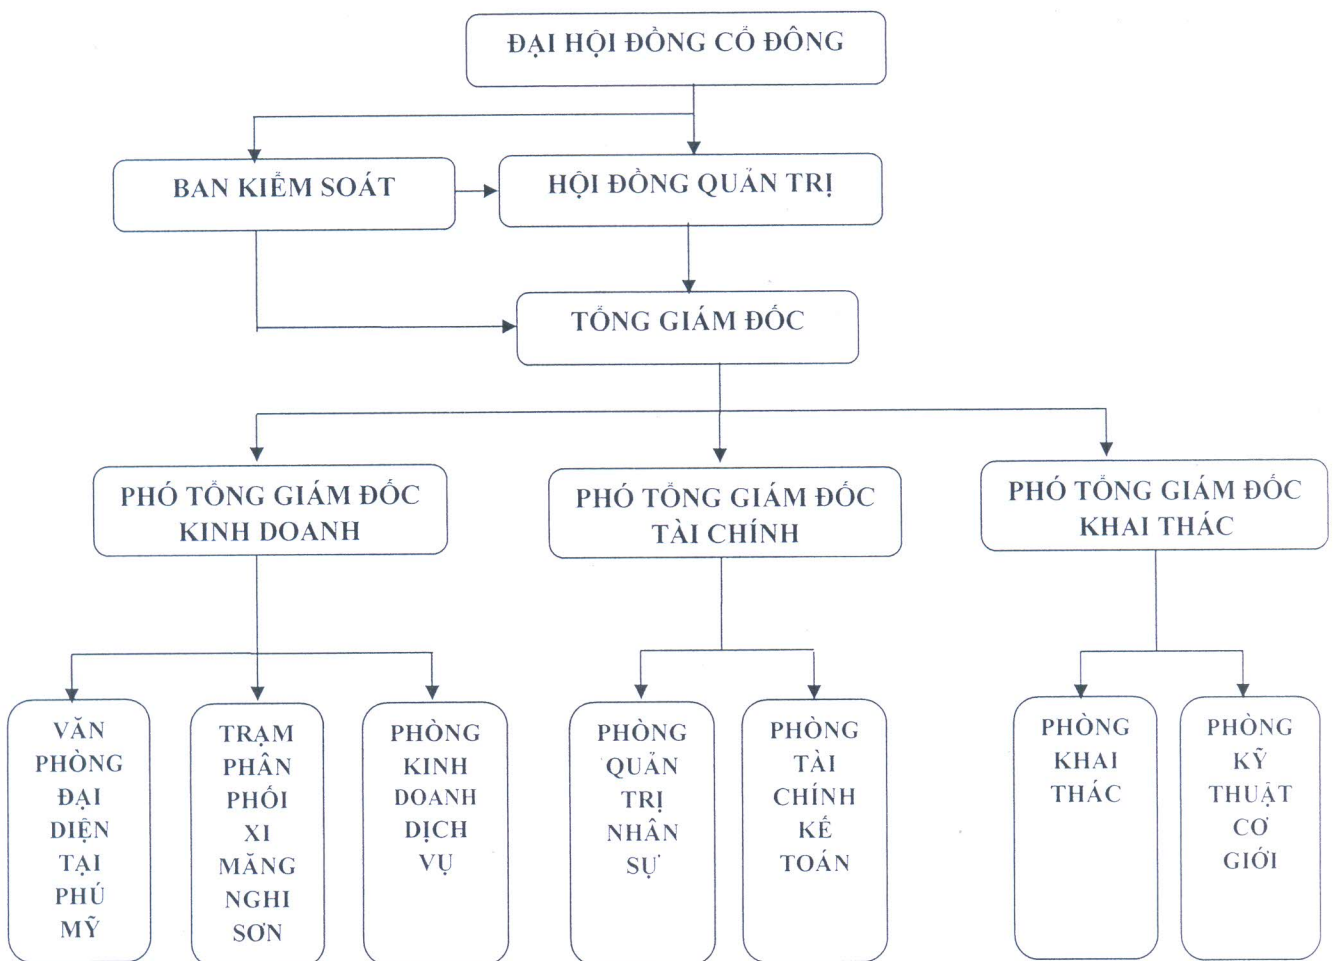 ĐẠI HỘI ĐỒNG CỔ ĐÔNG
BAN KIỂM SOÁT
HỘI ĐỒNG QUẢN TRỊ
TỔNG GIÁM ĐỐC
PHÓ TỔNG GIÁM ĐỐC
KINH DOANH
PHÓ TỔNG GIÁM ĐỐC
TÀI CHÍNH
PHÓ TỔNG GIÁM ĐỐC
KHAI THÁC
VĂN
PHÒNG
ĐẠI
DIỆN
TẠI
PHÚ
MỸ
TRẠM
PHÂN
PHỐI
XI
MĂNG
NGHI
SƠN
PHÒNG
KINH
DOANH
DỊCH
VỤ
PHÒNG
QUẢN
TRỊ
NHÂN
SỰ
PHÒNG
TÀI
CHÍNH
KẾ
TOÁN
PHÒNG
KHAI
THÁC
PHÒNG
KỸ
THUẬT
CƠ
GIỚI